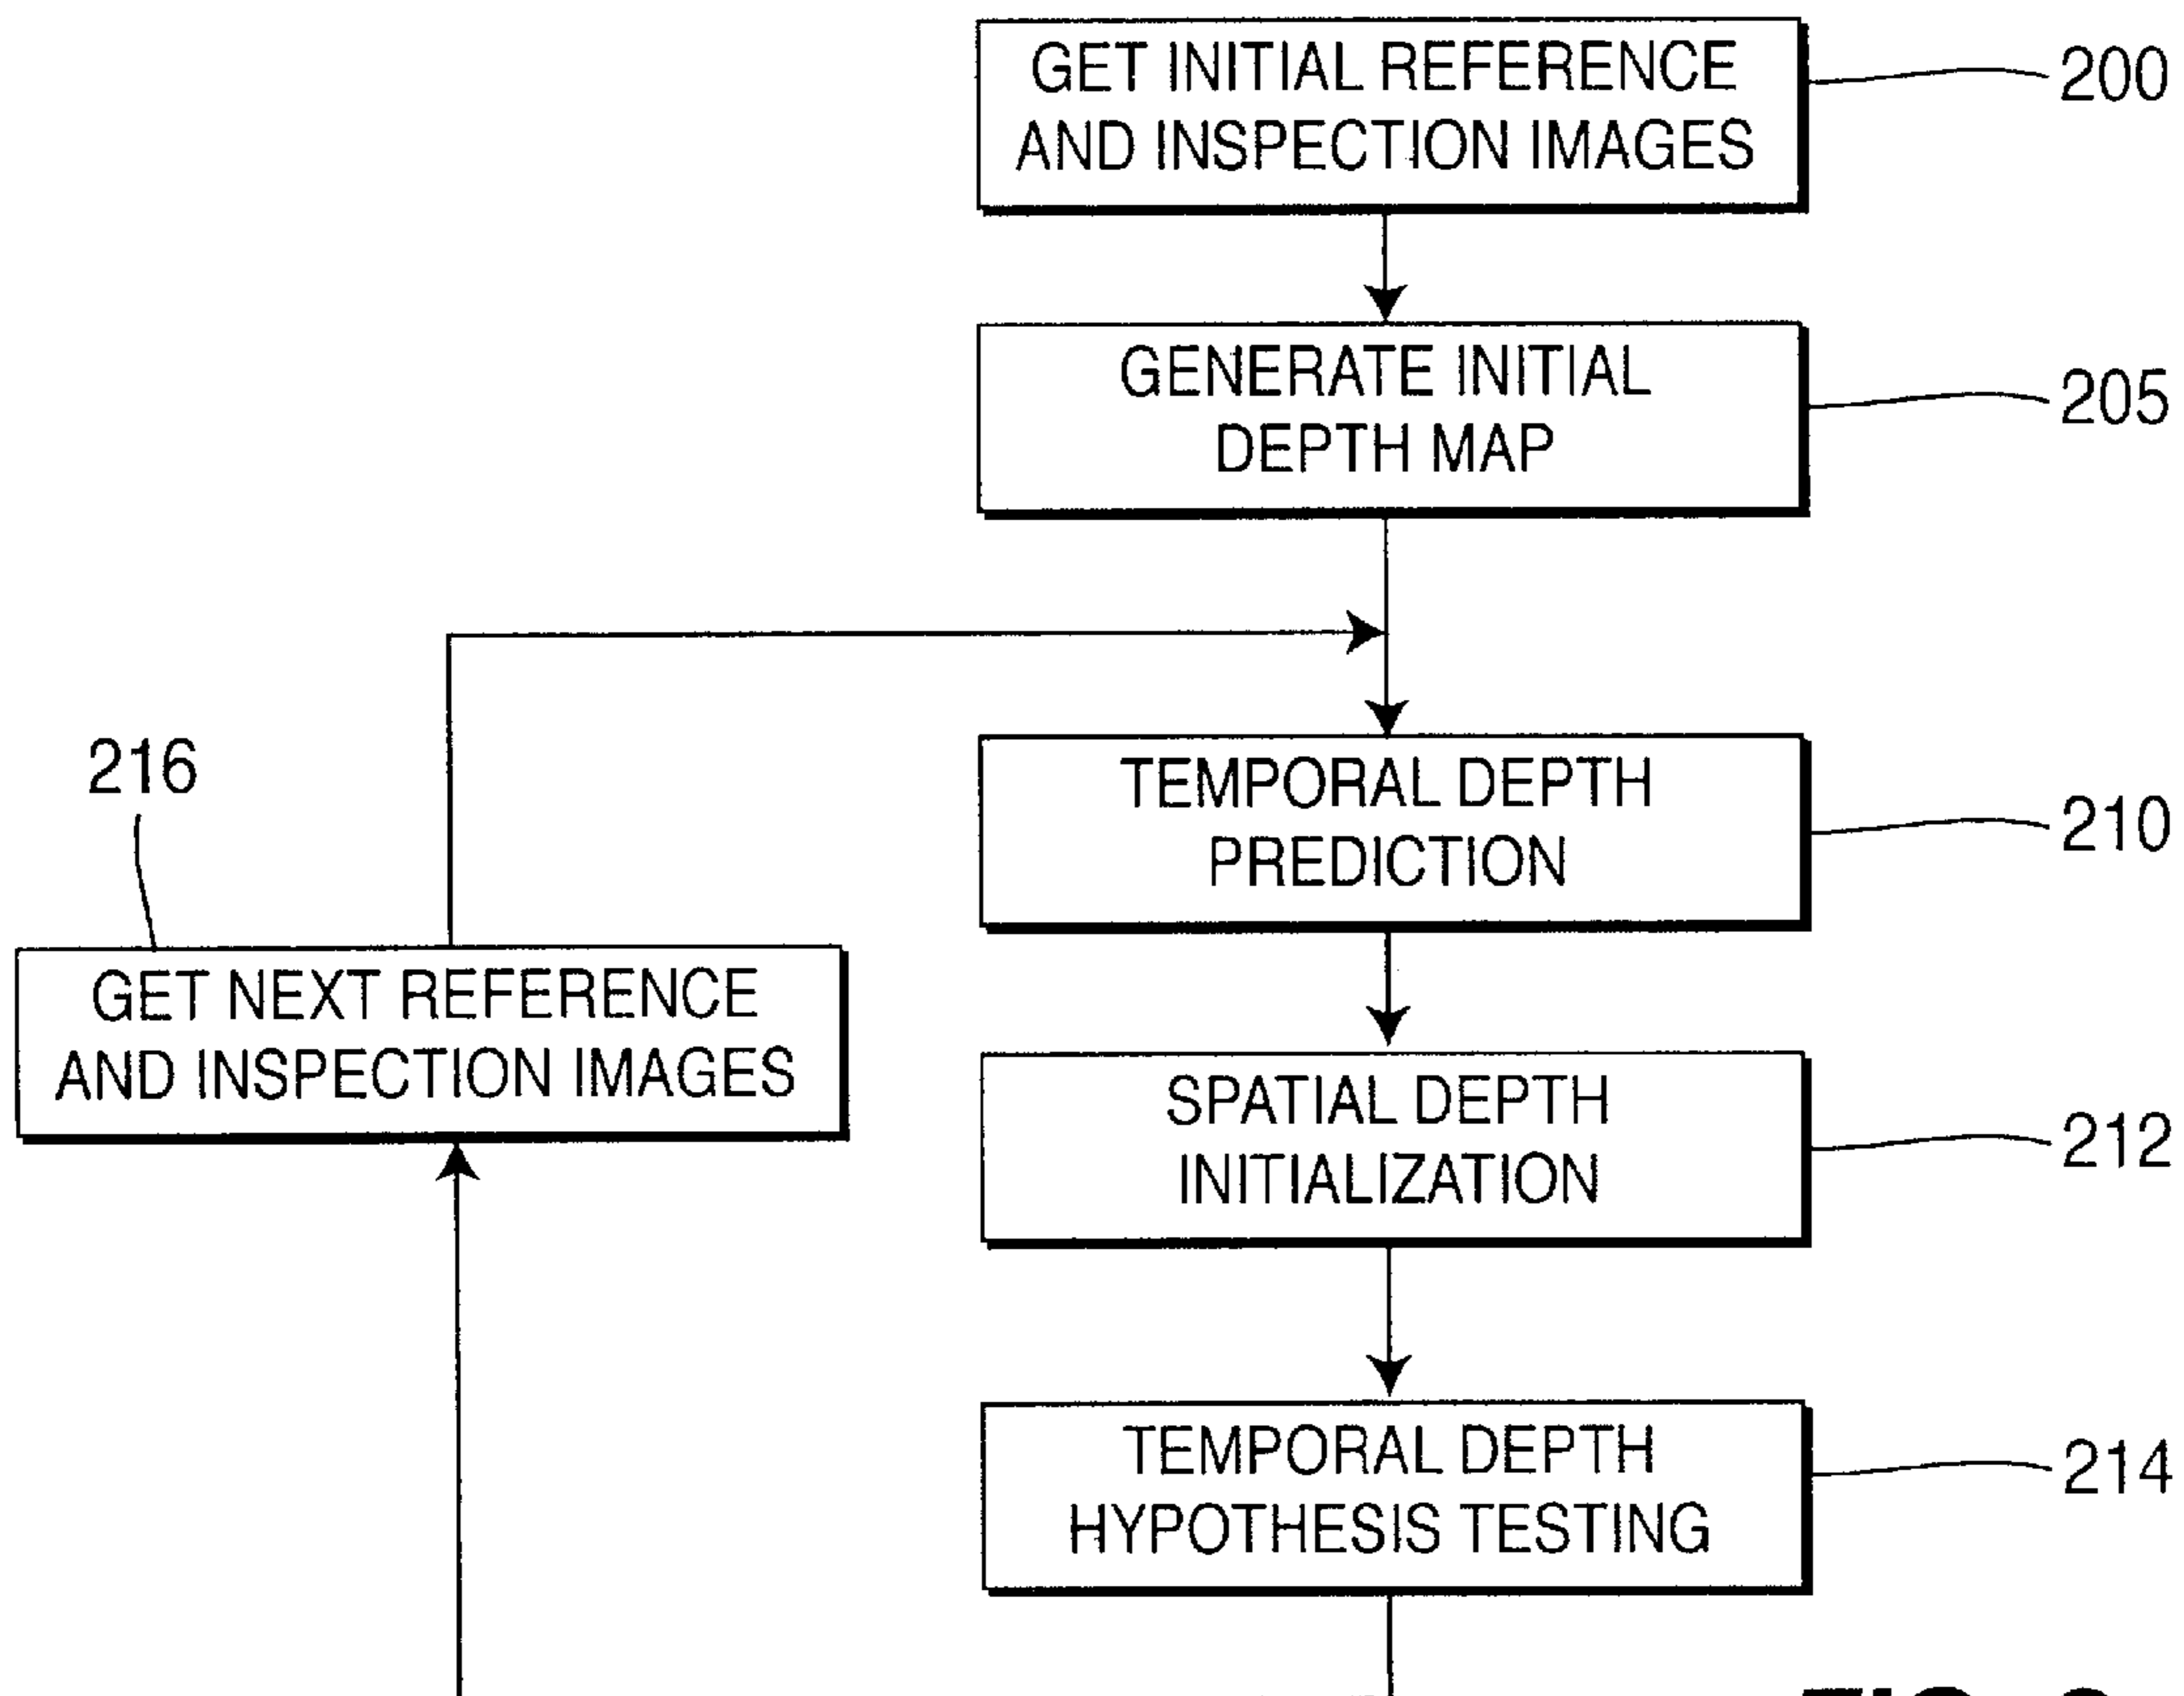 GET INITIAL REFERENCE
AND INSPECTION IMAGES
200
GENERATE INITIAL
DEPTH MAP
205
216
TEMPORAL DEPTH
PREDICTION
210
GET NEXT REFERENCE
AND INSPECTION IMAGES
SPATIAL DEPTH
INITIALIZATION
212
TEMPORAL DEPTH
HYPOTHESIS TESTING
214